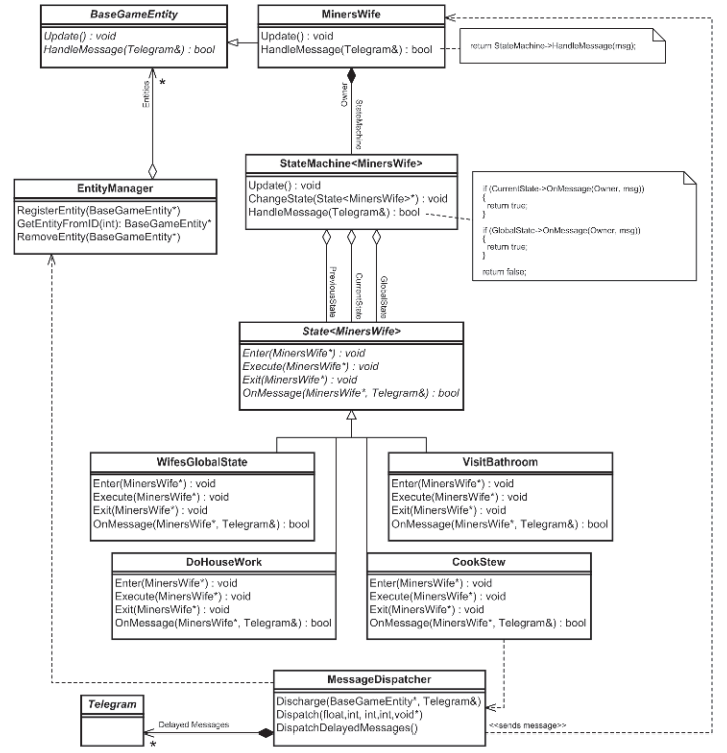 BaseGameEntity
Update() : void
HandleMessage(Telegram&) : bool
MinersWife
Update() : void
HandleMessage(Telegram&) : bool
return StateMachine->HandleMessage(msg);
Entries
*
Owner
StateMachine
StateMachine<MinersWife>
Update() : void
ChangeState(State<MinersWife>*) : void
HandleMessage(Telegram&) : bool
if (CurrentState->OnMessage(Owner, msg))
{
return true;
}
if (GlobalState->OnMessage(Owner, msg))
{
return true;
}
return false;
EntityManager
RegisterEntity(BaseGameEntity*)
GetEntityFromID(int): BaseGameEntity*
RemoveEntity(BaseGameEntity*)
PreviousState
CurrentState
GlobalState
State<MinersWife>
Enter(MinersWife*) : void
Execute(MinersWife*) : void
Exit(MinersWife*) : void
OnMessage(MinersWife*, Telegram&) : bool
WifesGlobalState
Enter(MinersWife*) : void
Execute(MinersWife*) : void
Exit(MinersWife*) : void
OnMessage(MinersWife*, Telegram&) : bool
VisitBathroom
Enter(MinersWife*) : void
Execute(MinersWife*) : void
Exit(MinersWife*) : void
OnMessage(MinersWife*, Telegram&) : bool
DoHouseWork
Enter(MinersWife*) : void
Execute(MinersWife*) : void
Exit(MinersWife*) : void
OnMessage(MinersWife*, Telegram&) : bool
CookStew
Enter(MinersWife*) : void
Execute(MinersWife*) : void
Exit(MinersWife*) : void
OnMessage(MinersWife*, Telegram&) : bool
MessageDispatcher
Discharge(BaseGameEntity*, Telegram&)
Dispatch(float,int, int,int,void*)
DispatchDelayedMessages()
Telegram
Delayed Messages
*
<<sends message>>